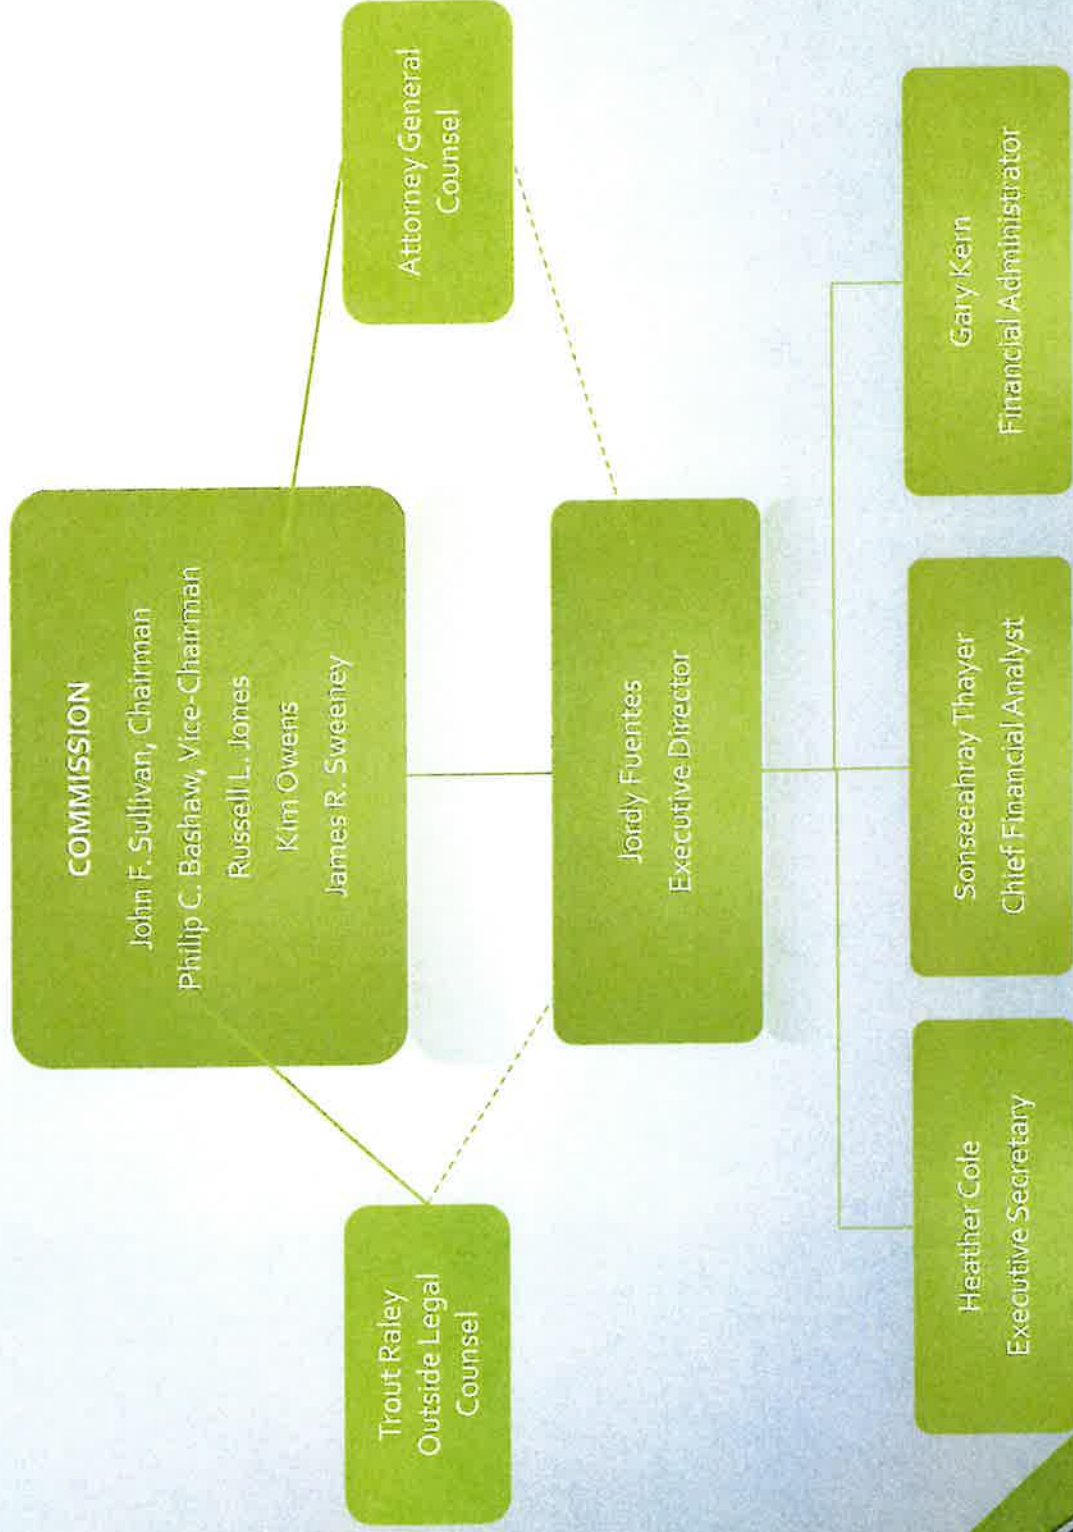 COMMISSION
John F. Sullivan, Chairman
Philip C. Bashaw, Vice-Chairman
Russell L. Jones
Kim Owens
James R. Sweeney
Trout Raley
Outside Legal
Counsel
Attorney General
Counsel
Jordy Fuentes
Executive Director
Heather Cole
Executive Secretary
Sonseeahray Thayer
Chief Financial Analyst
Gary Kern
Financial Administrator